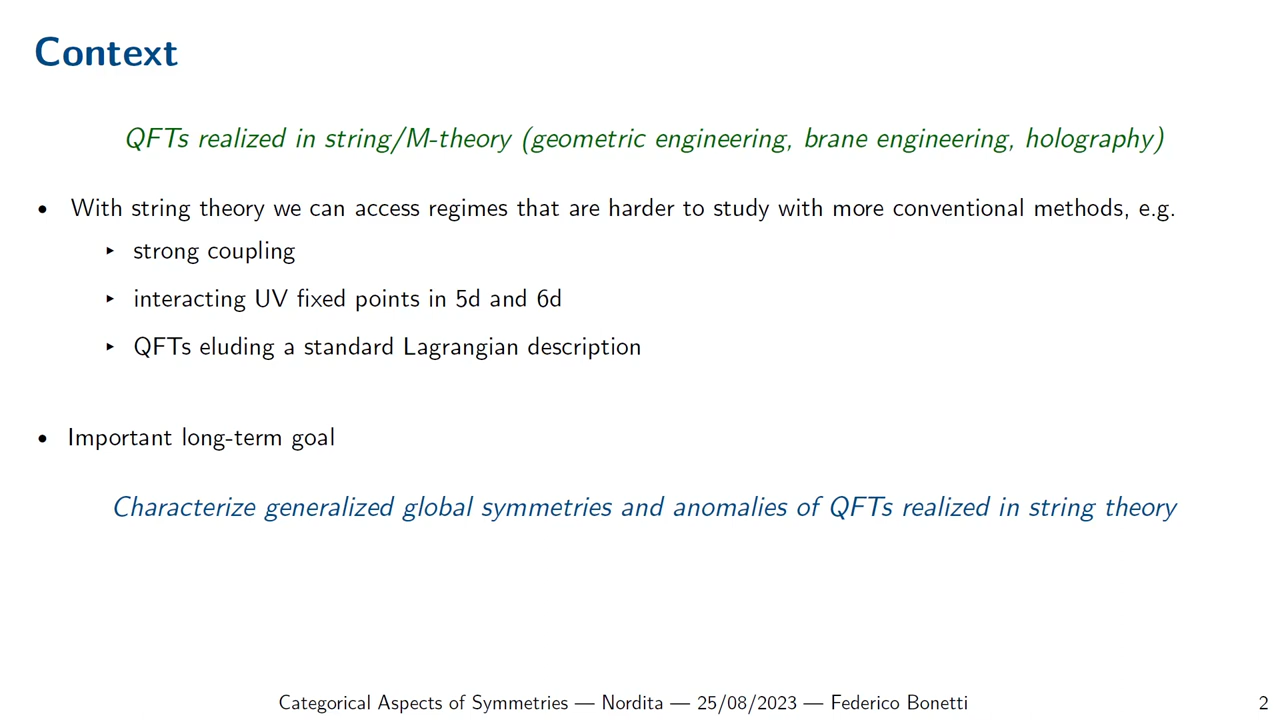 Context
QFTs realized in string/M-theory (geometric engineering, brane engineering, holography)
• With string theory we can access regimes that are harder to study with more conventional methods, e.g.
▸ strong coupling
▸ interacting UV fixed points in 5d and 6d
▸ QFTs eluding a standard Lagrangian description
• Important long-term goal
Characterize generalized global symmetries and anomalies of QFTs realized in string theory
Categorical Aspects of Symmetries — Nordita — 25/08/2023 — Federico Bonetti
2